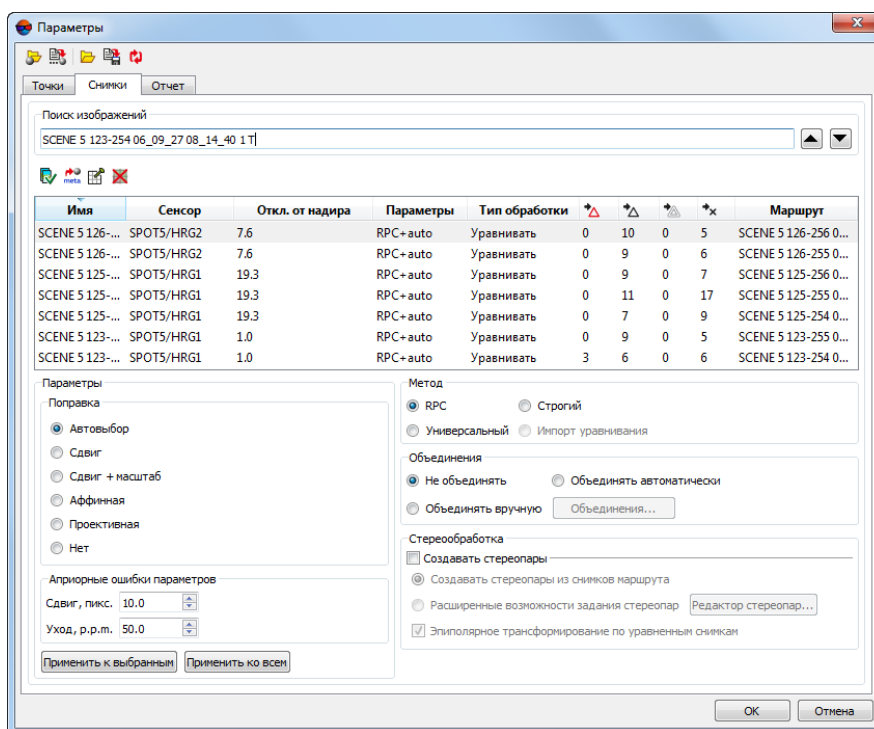 Параметры
Точки Снимки Отчет
Поиск изображений
SCENE 5 123-254 06_09_27 08_14_40 1 T
meta
Имя Сенсор Откл. от надира Параметры Тип обработки Маршрут
SCENE 5 126-... SPOT5/HRG2 7.6 RPC+auto Уравнивать 0 10 0 5 SCENE 5 126-256 0...
SCENE 5 126-... SPOT5/HRG2 7.6 RPC+auto Уравнивать 0 9 0 6 SCENE 5 126-255 0...
SCENE 5 125-... SPOT5/HRG1 19.3 RPC+auto Уравнивать 0 9 0 7 SCENE 5 125-256 0...
SCENE 5 125-... SPOT5/HRG1 19.3 RPC+auto Уравнивать 0 11 0 17 SCENE 5 125-255 0...
SCENE 5 125-... SPOT5/HRG1 19.3 RPC+auto Уравнивать 0 7 0 9 SCENE 5 125-254 0...
SCENE 5 123-... SPOT5/HRG1 1.0 RPC+auto Уравнивать 0 9 0 5 SCENE 5 123-255 0...
SCENE 5 123-... SPOT5/HRG1 1.0 RPC+auto Уравнивать 3 6 0 6 SCENE 5 123-254 0...
Параметры
Поправка
Автовыбор
Сдвиг
Сдвиг + масштаб
Аффинная
Проективная
Нет
Априорные ошибки параметров
Сдвиг, пикс. 10.0
Уход, p.p.m. 50.0
Применить к выбранным Применить ко всем
Метод
RPC Строгий
Универсальный Импорт уравнивания
Объединения
Не объединять Объединять автоматически
Объединять вручную Объединения...
Стереообработка
Создавать стереопары
Создавать стереопары из снимков маршрута
Расширенные возможности задания стереопар Редактор стереопар...
Эпиполярное трансформирование по уравненным снимкам
OK Отмена